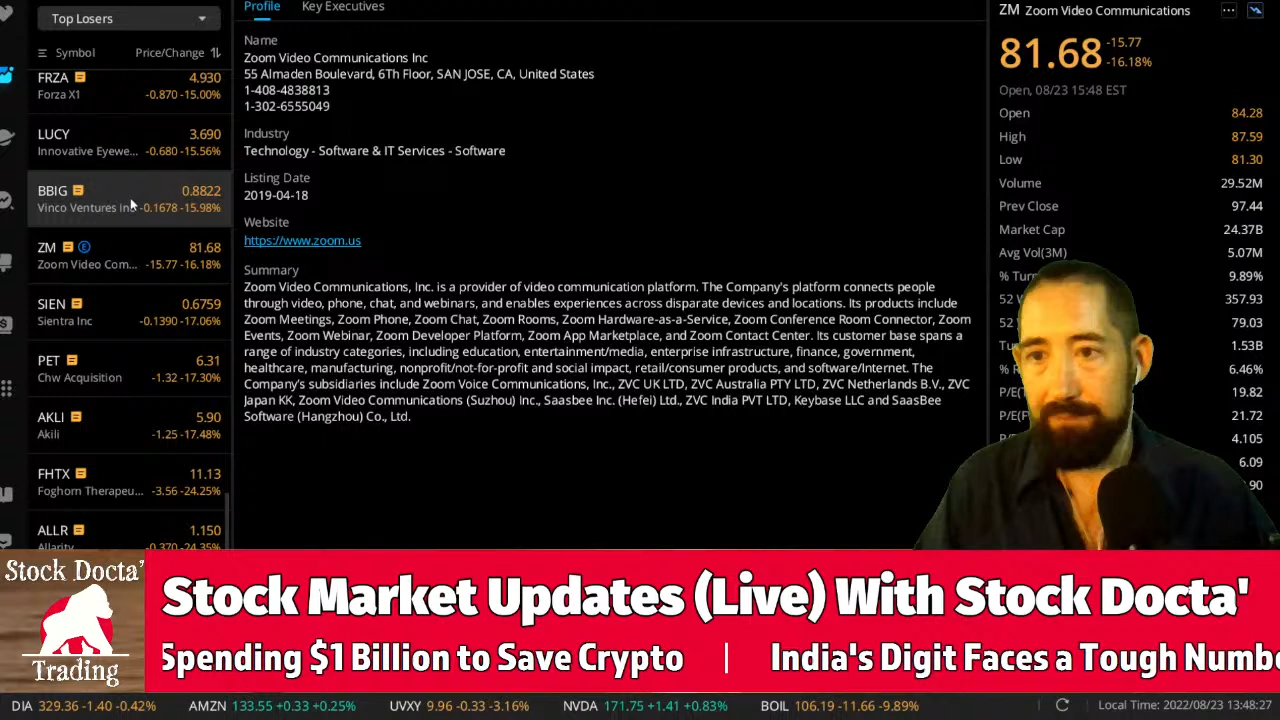 Top Losers
Symbol Price/Change
FRZA 4.930
Forza X1 -0.870 -15.00%
LUCY 3.690
Innovative Eyewe... -0.680 -15.56%
BBIG 0.8822
Vinco Ventures Inc -0.1678 -15.98%
ZM E 81.68
Zoom Video Com... -15.77 -16.18%
SIEN 0.6759
Sientra Inc -0.1390 -17.06%
PET 6.31
Chw Acquisition -1.32 -17.30%
AKLI 5.90
Akili -1.25 -17.48%
FHTX 11.13
Foghorn Therapeu... -3.56 -24.25%
ALLR 1.150
Allarity -0.370 -24.35%
Profile Key Executives
Name
Zoom Video Communications Inc
55 Almaden Boulevard, 6Th Floor, SAN JOSE, CA, United States
1-408-4838813
1-302-6555049
Industry
Technology - Software & IT Services - Software
Listing Date
2019-04-18
Website
https://www.zoom.us
Summary
Zoom Video Communications, Inc. is a provider of video communication platform. The Company's platform connects people
through video, phone, chat, and webinars, and enables experiences across disparate devices and locations. Its products include
Zoom Meetings, Zoom Phone, Zoom Chat, Zoom Rooms, Zoom Hardware-as-a-Service, Zoom Conference Room Connector, Zoom
Events, Zoom Webinar, Zoom Developer Platform, Zoom App Marketplace, and Zoom Contact Center. Its customer base spans a
range of industry categories, including education, entertainment/media, enterprise infrastructure, finance, government,
healthcare, manufacturing, nonprofit/not-for-profit and social impact, retail/consumer products, and software/Internet. The
Company's subsidiaries include Zoom Voice Communications, Inc., ZVC UK LTD, ZVC Australia PTY LTD, ZVC Netherlands B.V., ZVC
Japan KK, Zoom Video Communications (Suzhou) Inc., Saasbee Inc. (Hefei) Ltd., ZVC India PVT LTD, Keybase LLC and SaasBee
Software (Hangzhou) Co., Ltd.
ZM Zoom Video Communications
81.68 -15.77
-16.18%
Open, 08/23 15:48 EST
Open 84.28
High 87.59
Low 81.30
Volume 29.52M
Prev Close 97.44
Market Cap 24.37B
Avg Vol(3M) 5.07M
% Turn 9.89%
52 357.93
52 79.03
Tu 1.53B
% 6.46%
P/E(T 19.82
P/E(F 21.72
4.105
6.09
90
Stock Docta'
Trading
Stock Market Updates (Live) With Stock Docta'
Spending $1 Billion to Save Crypto | India's Digit Faces a Tough Numbe
DIA 329.36 -1.40 -0.42% AMZN 133.55 +0.33 +0.25% UVXY 9.96 -0.33 -3.16% NVDA 171.75 +1.41 +0.83% BOIL 106.19 -11.66 -9.89% Local Time: 2022/08/23 13:48:27